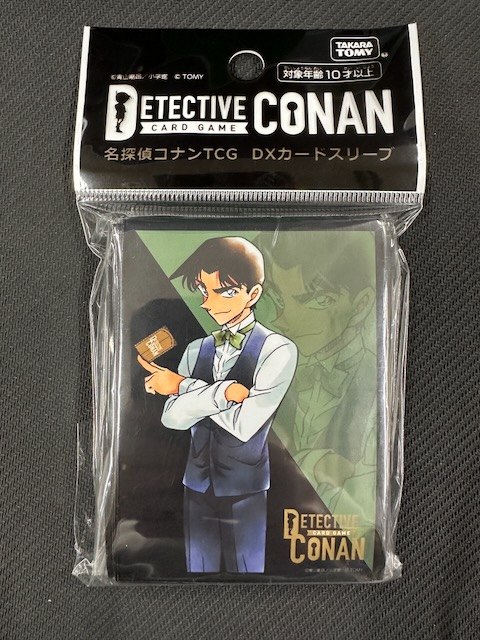 ©青山剛昌/小学館 © TOMY
TAKARA
TOMY
対象年齢10才以上
DETECTIVE
CARD GAME
CONAN
名探偵コナンTCG DXカードスリーブ
DETECTIVE
CARD GAME
CONAN